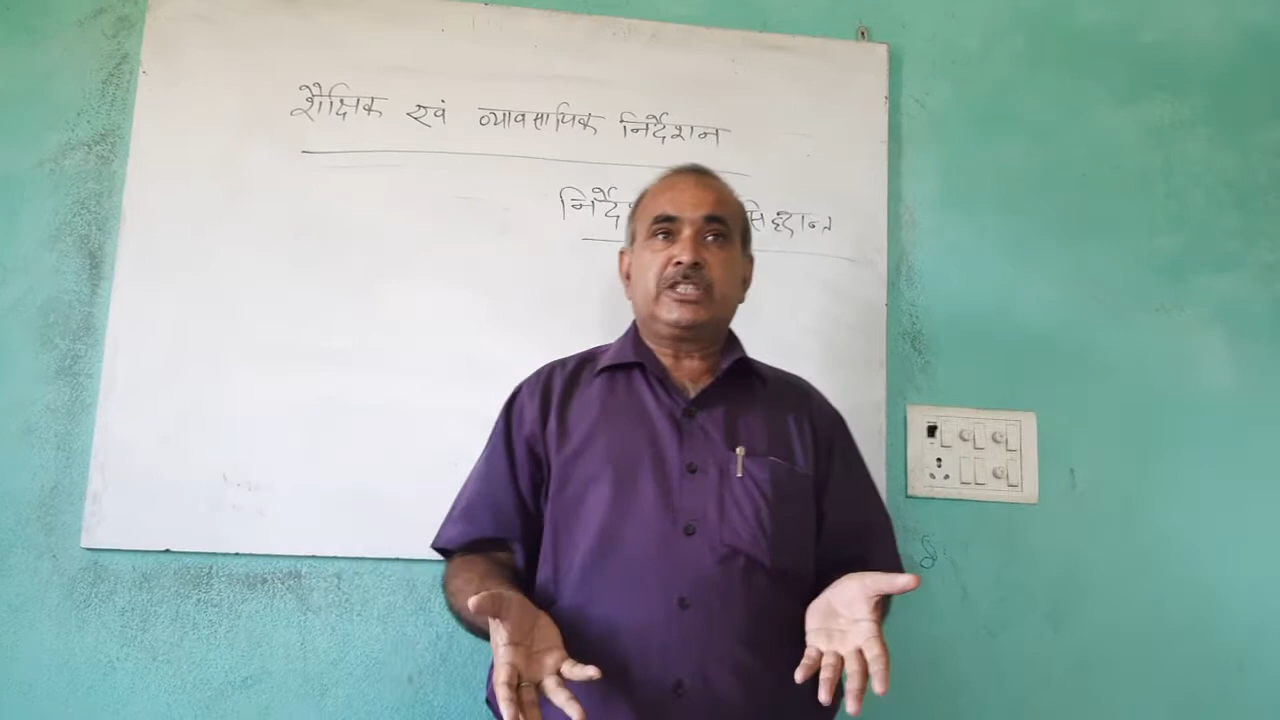 शैक्षिक एवं व्यावसायिक निर्देशन
सिद्धान्त